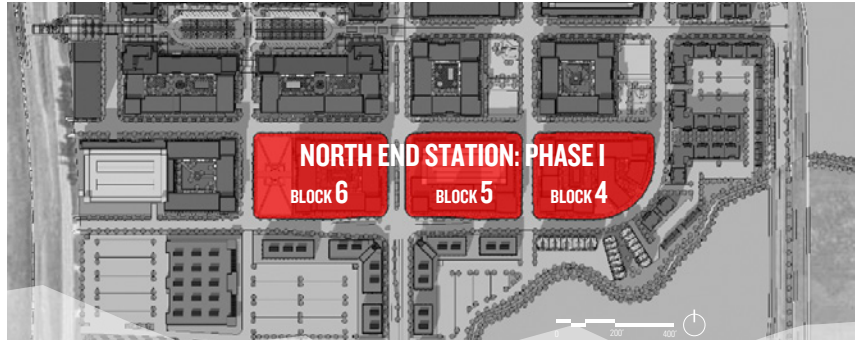 NORTH END STATION: PHASE I
BLOCK 6
BLOCK 5
BLOCK 4
0 200' 400'